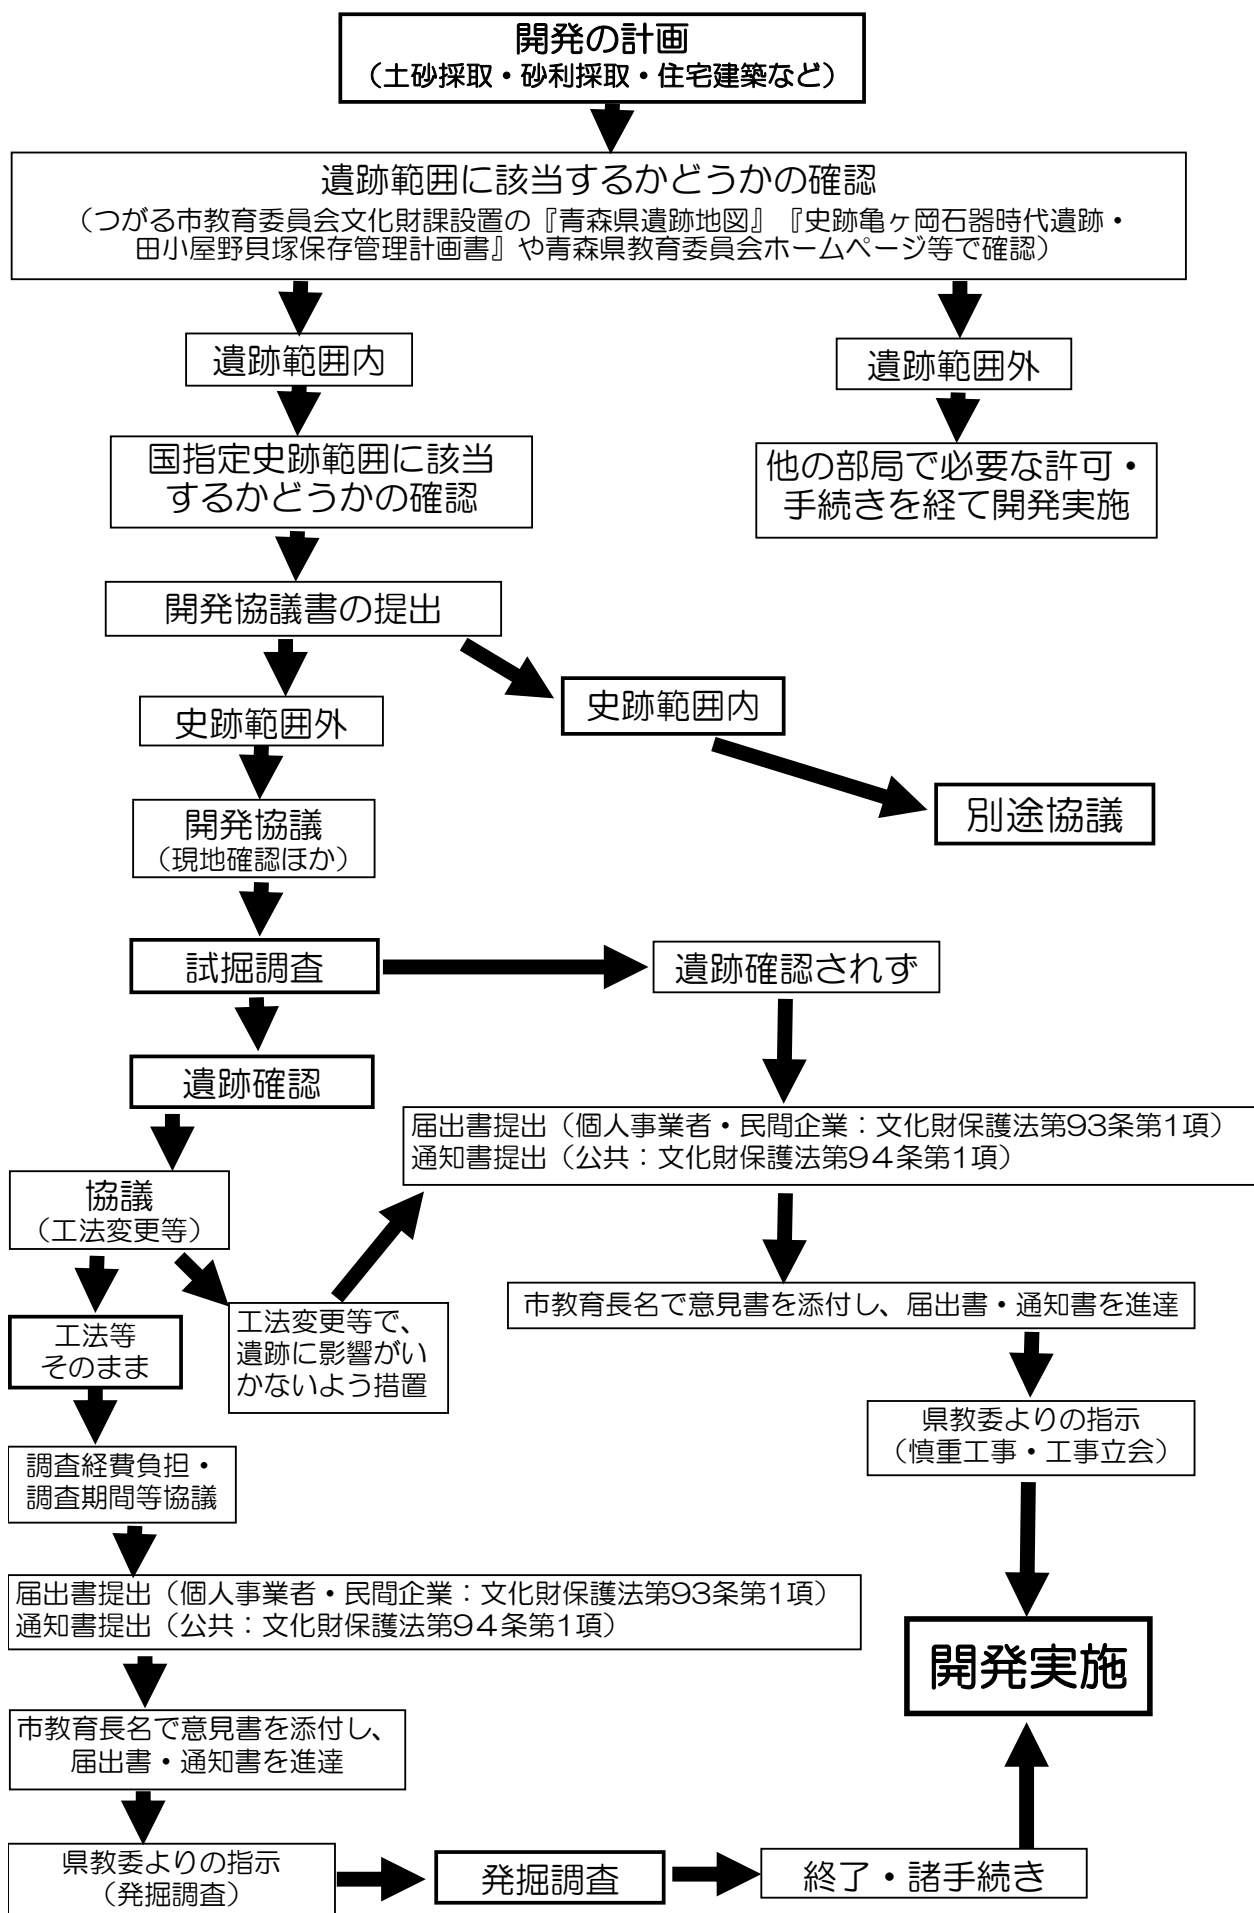 開発の計画
（土砂採取・砂利採取・住宅建築など）
遺跡範囲に該当するかどうかの確認
（つがる市教育委員会文化財課設置の『青森県遺跡地図』『史跡亀ヶ岡石器時代遺跡・
田小屋野貝塚保存管理計画書』や青森県教育委員会ホームページ等で確認）
遺跡範囲内
遺跡範囲外
国指定史跡範囲に該当
するかどうかの確認
他の部局で必要な許可・
手続きを経て開発実施
開発協議書の提出
史跡範囲外
史跡範囲内
開発協議
（現地確認ほか）
別途協議
試掘調査
遺跡確認されず
遺跡確認
届出書提出（個人事業者・民間企業：文化財保護法第93条第1項）
通知書提出（公共：文化財保護法第94条第1項）
協議
（工法変更等）
工法等
そのまま
工法変更等で、
遺跡に影響がい
かないよう措置
市教育長名で意見書を添付し、届出書・通知書を進達
県教委よりの指示
（慎重工事・工事立会）
調査経費負担・
調査期間等協議
届出書提出（個人事業者・民間企業：文化財保護法第93条第1項）
通知書提出（公共：文化財保護法第94条第1項）
開発実施
市教育長名で意見書を添付し、
届出書・通知書を進達
県教委よりの指示
（発掘調査）
発掘調査
終了・諸手続き